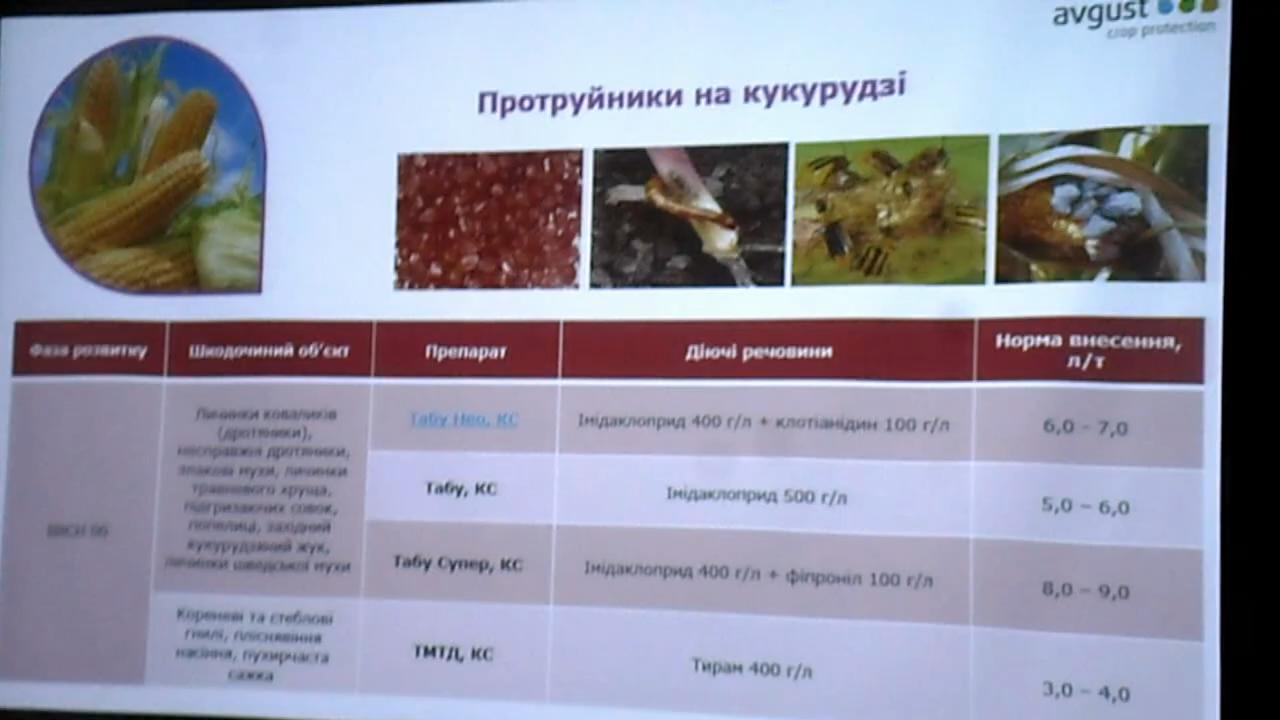 avgust
crop protection
Протруйники на кукурудзі
Фаза розвитку
Шкодочиний об'єкт
Препарат
Діючі речовини
Норма внесення,
л/т
Личинки коваликів
(дротяники),
несправжні дротяники,
злакові мухи, личинки
травневого хруща,
підгризаючих совок,
попелиці, західний
кукурудзяний жук,
личинки шведської мухи
Табу Нео, КС
Імідаклоприд 400 г/л + клотіанідин 100 г/л
6,0 – 7,0
Табу, КС
Імідаклоприд 500 г/л
5,0 – 6,0
Табу Супер, КС
Імідаклоприд 400 г/л + фіпроніл 100 г/л
8,0 – 9,0
Кореневі та стеблові
гнилі, пліснявіння
насіння, пухирчаста
сажка
ТМТД, КС
Тирам 400 г/л
3,0 – 4,0